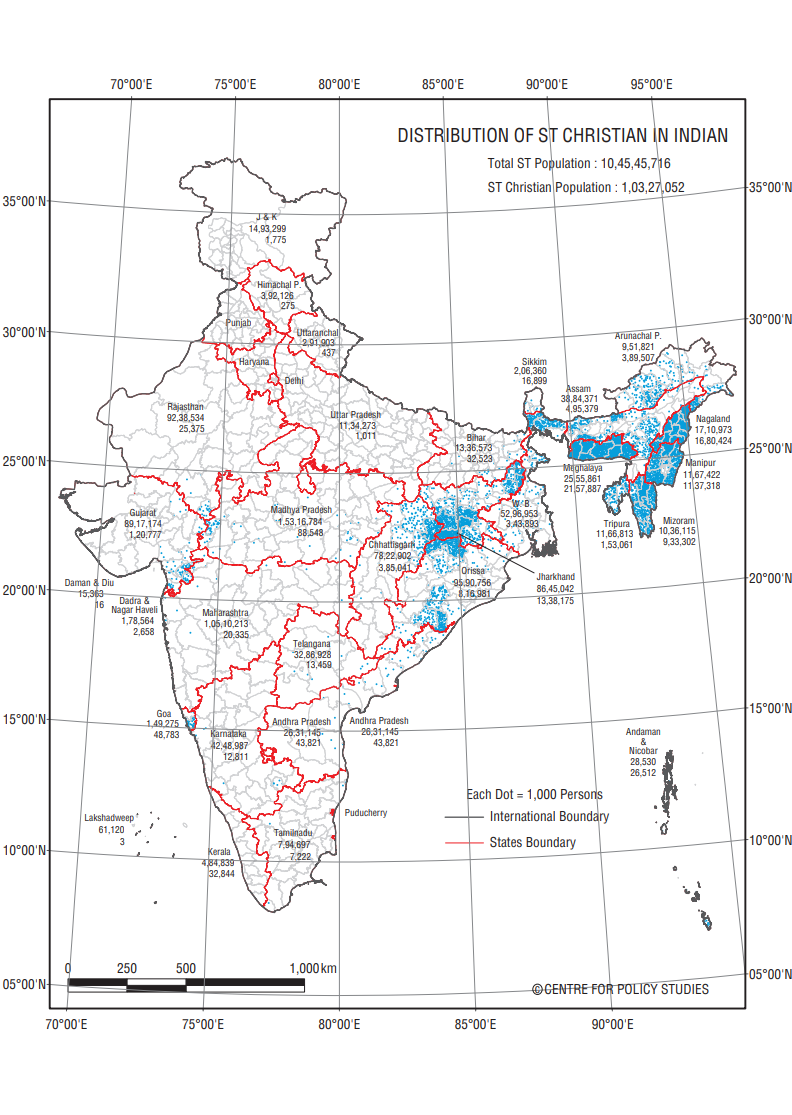 70°00'E 75°00'E 80°00'E 85°00'E 90°00'E 95°00'E
DISTRIBUTION OF ST CHRISTIAN IN INDIAN
Total ST Population : 10,45,45,716
ST Christian Population : 1,03,27,052
35°00'N
35°00'N
J & K
14,93,299
1,775
Himachal P.
3,92,126
275
30°00'N
30°00'N
Punjab
Uttaranchal
2,91,903
437
Haryana
Delhi
Arunachal P.
9,51,821
3,89,507
Sikkim
2,06,360
16,899
Assam
38,84,371
4,95,379
Rajasthan
92,38,534
25,375
Uttar Pradesh
11,34,273
1,011
Bihar
13,36,573
32,523
Nagaland
17,10,973
16,80,424
25°00'N
25°00'N
Meghalaya
25,55,861
21,57,887
Manipur
11,67,422
11,37,318
Gujarat
89,17,174
1,20,777
Madhya Pradesh
1,53,16,784
88,548
W. B.
52,96,953
3,43,893
Tripura
11,66,813
1,53,061
Mizoram
10,36,115
9,33,302
Chhattisgarh
78,22,902
3,85,041
Orissa
95,90,756
8,16,981
Jharkhand
86,45,042
13,38,175
20°00'N
20°00'N
Daman & Diu
15,363
16
Dadra &
Nagar Haveli
1,78,564
2,658
Maharashtra
1,05,10,213
20,335
Telangana
32,86,928
13,459
15°00'N
15°00'N
Goa
1,49,275
48,783
Karnataka
42,48,987
12,811
Andhra Pradesh
26,31,145
43,821
Andhra Pradesh
26,31,145
43,821
Andaman
&
Nicobar
28,530
26,512
Each Dot = 1,000 Persons
International Boundary
States Boundary
Lakshadweep
61,120
3
Puducherry
10°00'N
10°00'N
Kerala
4,84,839
32,844
Tamilnadu
7,94,697
7,222
0 250 500 1,000 km
05°00'N
05°00'N
© CENTRE FOR POLICY STUDIES
70°00'E 75°00'E 80°00'E 85°00'E 90°00'E